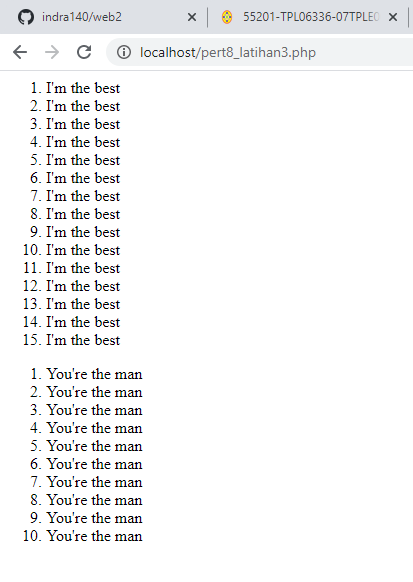 indra140/web2
55201-TPL06336-07TPLE0
localhost/pert8_latihan3.php
1. I'm the best
2. I'm the best
3. I'm the best
4. I'm the best
5. I'm the best
6. I'm the best
7. I'm the best
8. I'm the best
9. I'm the best
10. I'm the best
11. I'm the best
12. I'm the best
13. I'm the best
14. I'm the best
15. I'm the best
1. You're the man
2. You're the man
3. You're the man
4. You're the man
5. You're the man
6. You're the man
7. You're the man
8. You're the man
9. You're the man
10. You're the man